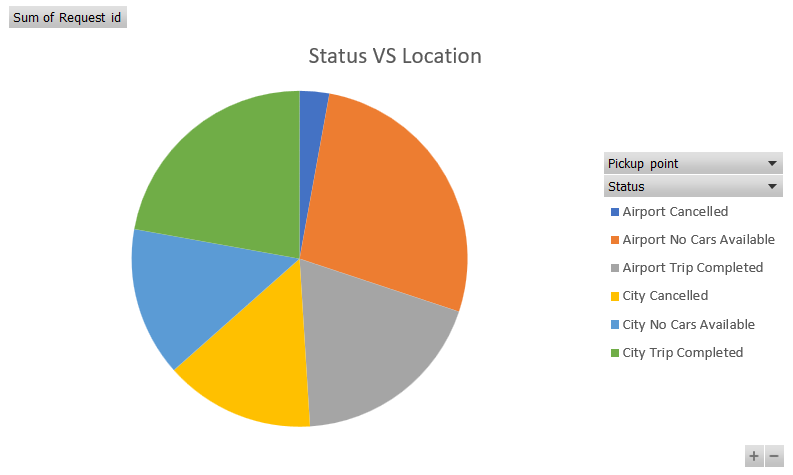 Sum of Request id
Status VS Location
Pickup point
Status
Airport Cancelled
Airport No Cars Available
Airport Trip Completed
City Cancelled
City No Cars Available
City Trip Completed
+ −